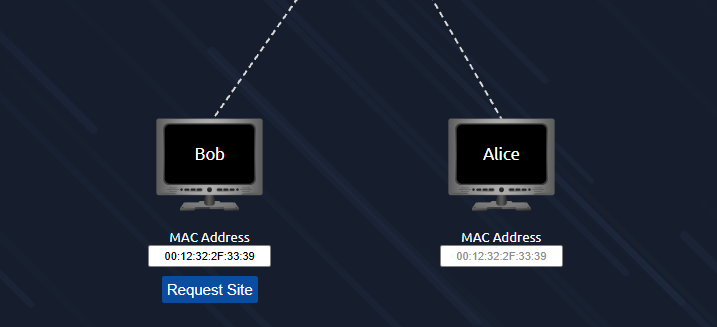 Bob
Alice
MAC Address
MAC Address
00:12:32:2F:33:39
00:12:32:2F:33:39
Request Site